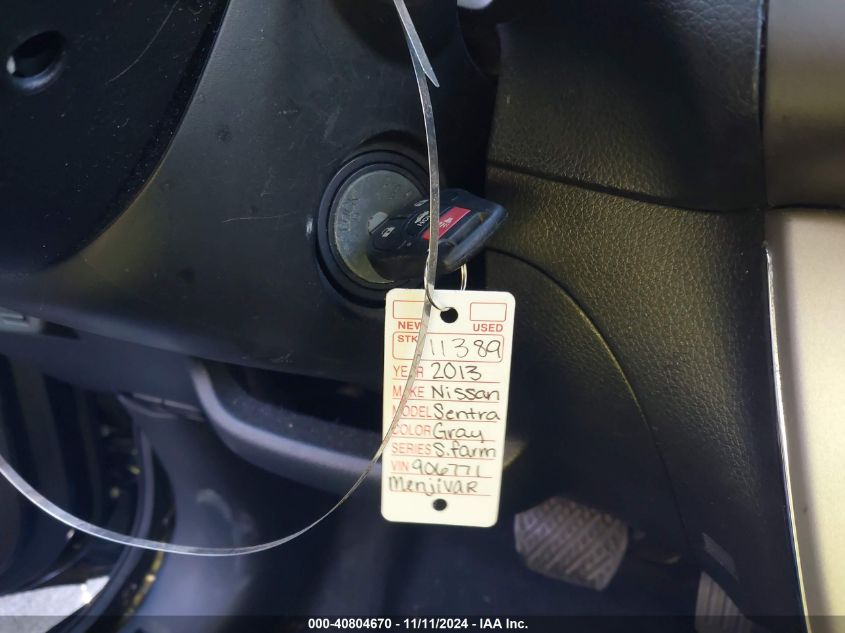 NEW USED
STK 11389
YEAR 2013
MAKE Nissan
MODEL Sentra
COLOR Gray
SERIES S.farm
VIN 906771
Menjivar
000-40804670 - 11/11/2024 - IAA Inc.